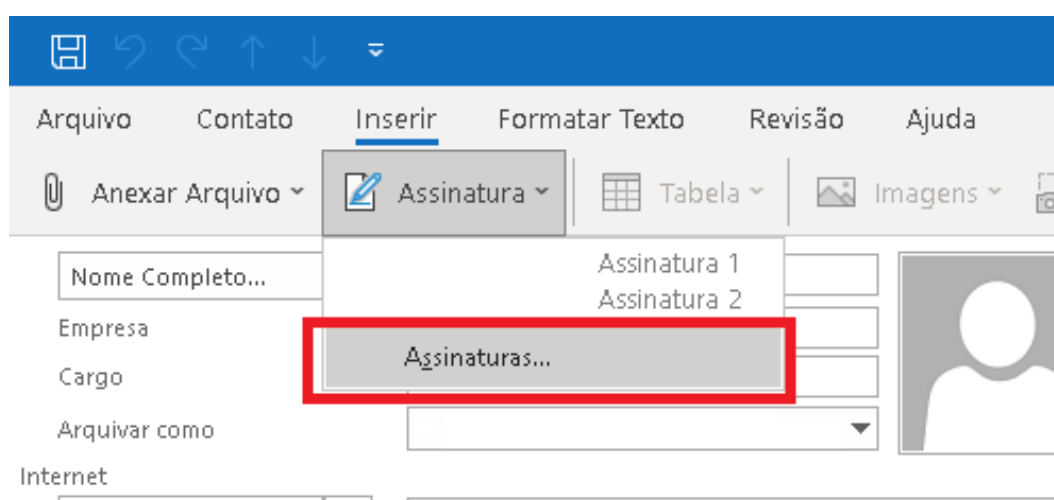 Arquivo Contato Inserir Formatar Texto Revisão Ajuda
Anexar Arquivo Assinatura Tabela Imagens
Nome Completo...
Assinatura 1
Assinatura 2
Empresa
Assinaturas...
Cargo
Arquivar como
Internet